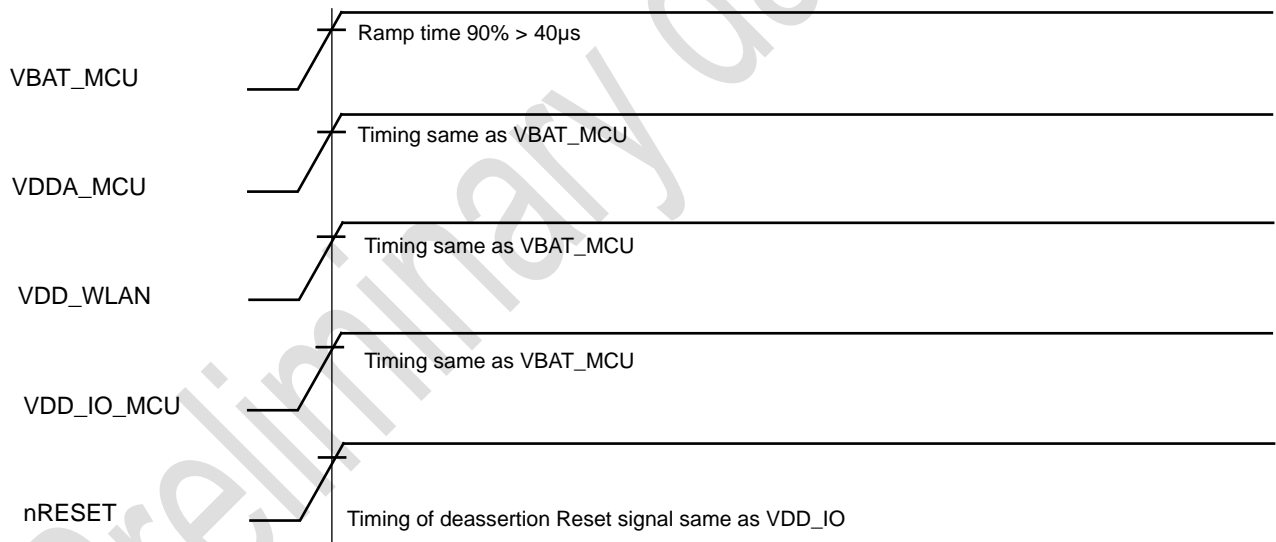 Ramp time 90% > 40µs
VBAT_MCU
Timing same as VBAT_MCU
VDDA_MCU
Timing same as VBAT_MCU
VDD_WLAN
Timing same as VBAT_MCU
VDD_IO_MCU
nRESET
Timing of deassertion Reset signal same as VDD_IO